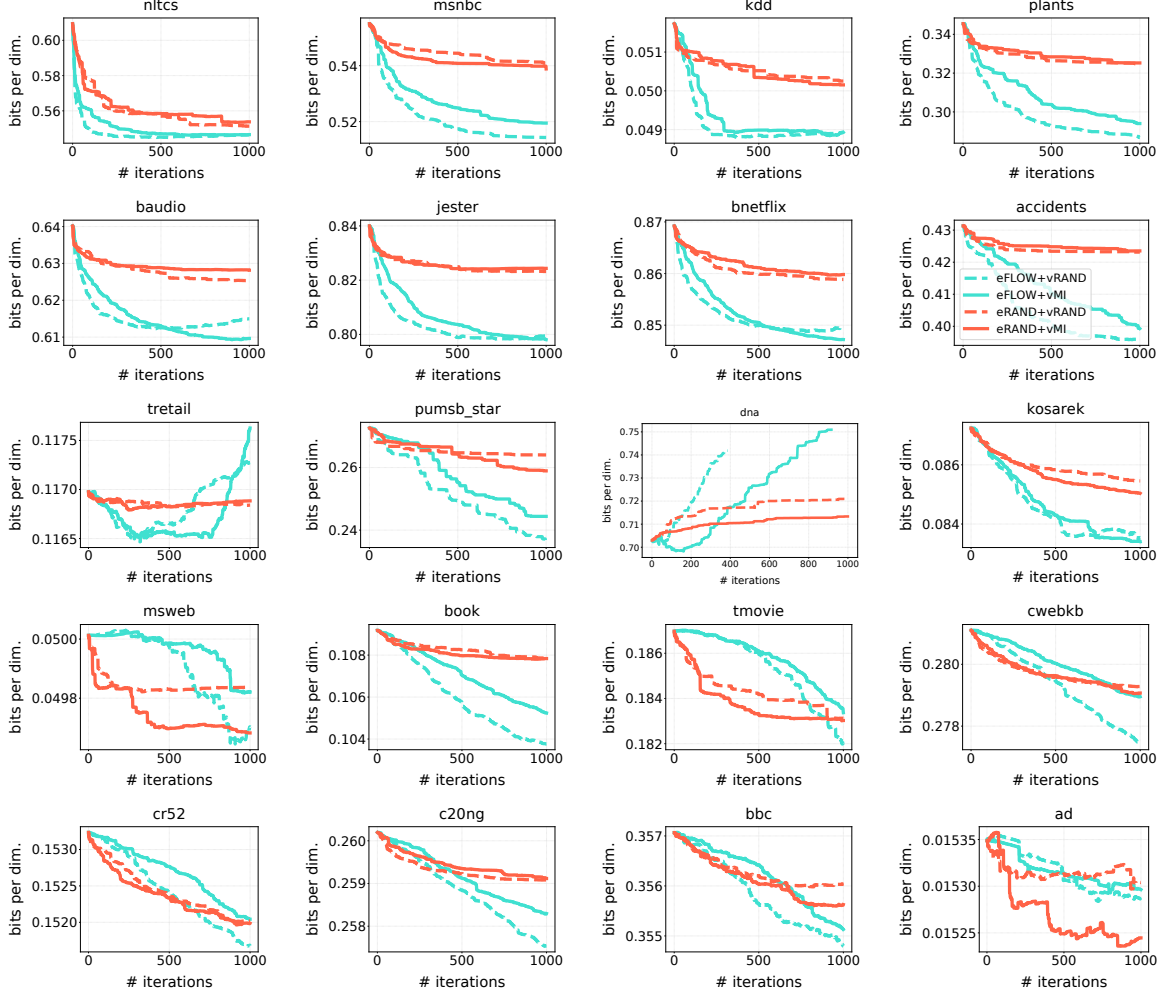 nltcs
0.60
0.58
0.56
bits per dim.
0 500 1000
# iterations
msnbc
0.54
0.52
bits per dim.
0 500 1000
# iterations
kdd
0.051
0.050
0.049
bits per dim.
0 500 1000
# iterations
plants
0.34
0.32
0.30
bits per dim.
0 500 1000
# iterations
baudio
0.64
0.63
0.62
0.61
bits per dim.
0 500 1000
# iterations
jester
0.84
0.82
0.80
bits per dim.
0 500 1000
# iterations
bnetflix
0.87
0.86
0.85
bits per dim.
0 500 1000
# iterations
accidents
0.43
0.42
0.41
0.40
bits per dim.
eFLOW+vRAND
eFLOW+vMI
eRAND+vRAND
eRAND+vMI
0 500 1000
# iterations
tretail
0.1175
0.1170
0.1165
bits per dim.
0 500 1000
# iterations
pumsb_star
0.26
0.24
bits per dim.
0 500 1000
# iterations
dna
0.75
0.74
0.73
0.72
0.71
0.70
bits per dim.
0 200 400 600 800 1000
# iterations
kosarek
0.086
0.084
bits per dim.
0 500 1000
# iterations
msweb
0.0500
0.0498
bits per dim.
0 500 1000
# iterations
book
0.108
0.106
0.104
bits per dim.
0 500 1000
# iterations
tmovie
0.186
0.184
0.182
bits per dim.
0 500 1000
# iterations
cwebkb
0.280
0.278
bits per dim.
0 500 1000
# iterations
cr52
0.1530
0.1525
0.1520
bits per dim.
0 500 1000
# iterations
c20ng
0.260
0.259
0.258
bits per dim.
0 500 1000
# iterations
bbc
0.357
0.356
0.355
bits per dim.
0 500 1000
# iterations
ad
0.01535
0.01530
0.01525
bits per dim.
0 500 1000
# iterations